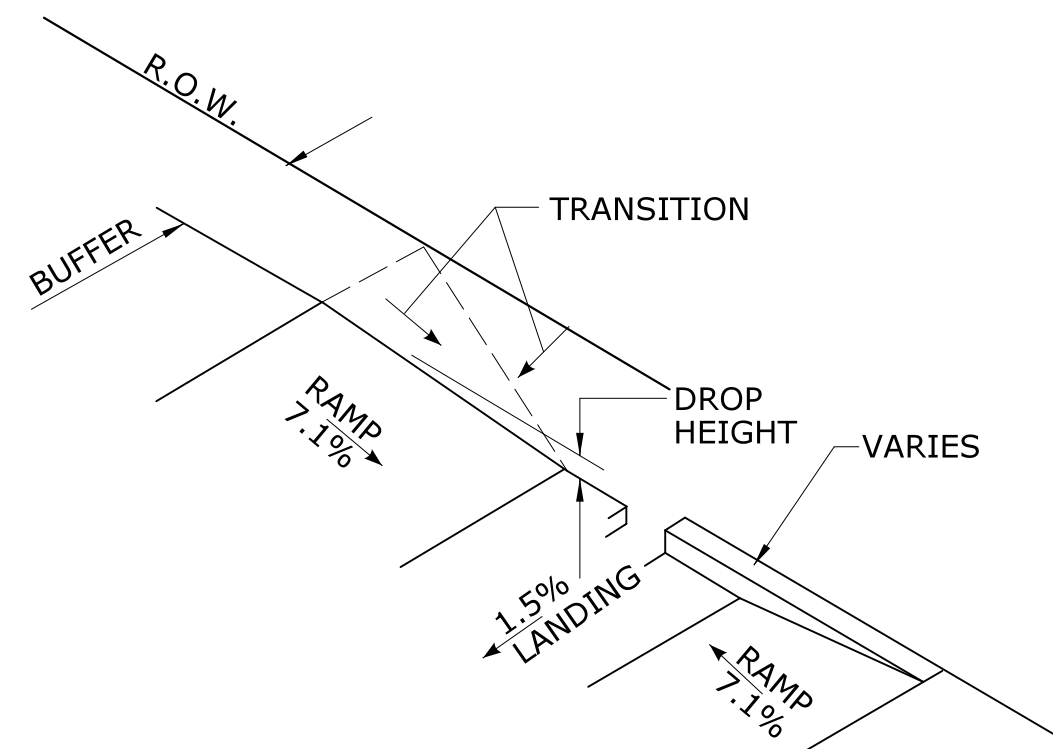 R.O.W.
BUFFER
TRANSITION
DROP
HEIGHT
VARIES
RAMP
7.1%
1.5%
LANDING
RAMP
7.1%